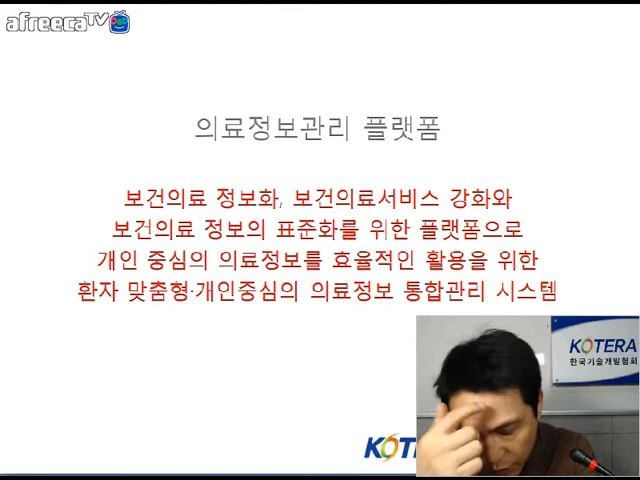 afreecaTV
의료정보관리 플랫폼
보건의료 정보화, 보건의료서비스 강화와
보건의료 정보의 표준화를 위한 플랫폼으로
개인 중심의 의료정보를 효율적인 활용을 위한
환자 맞춤형·개인중심의 의료정보 통합관리 시스템
KOTERA
한국기술개발협회
KOTE